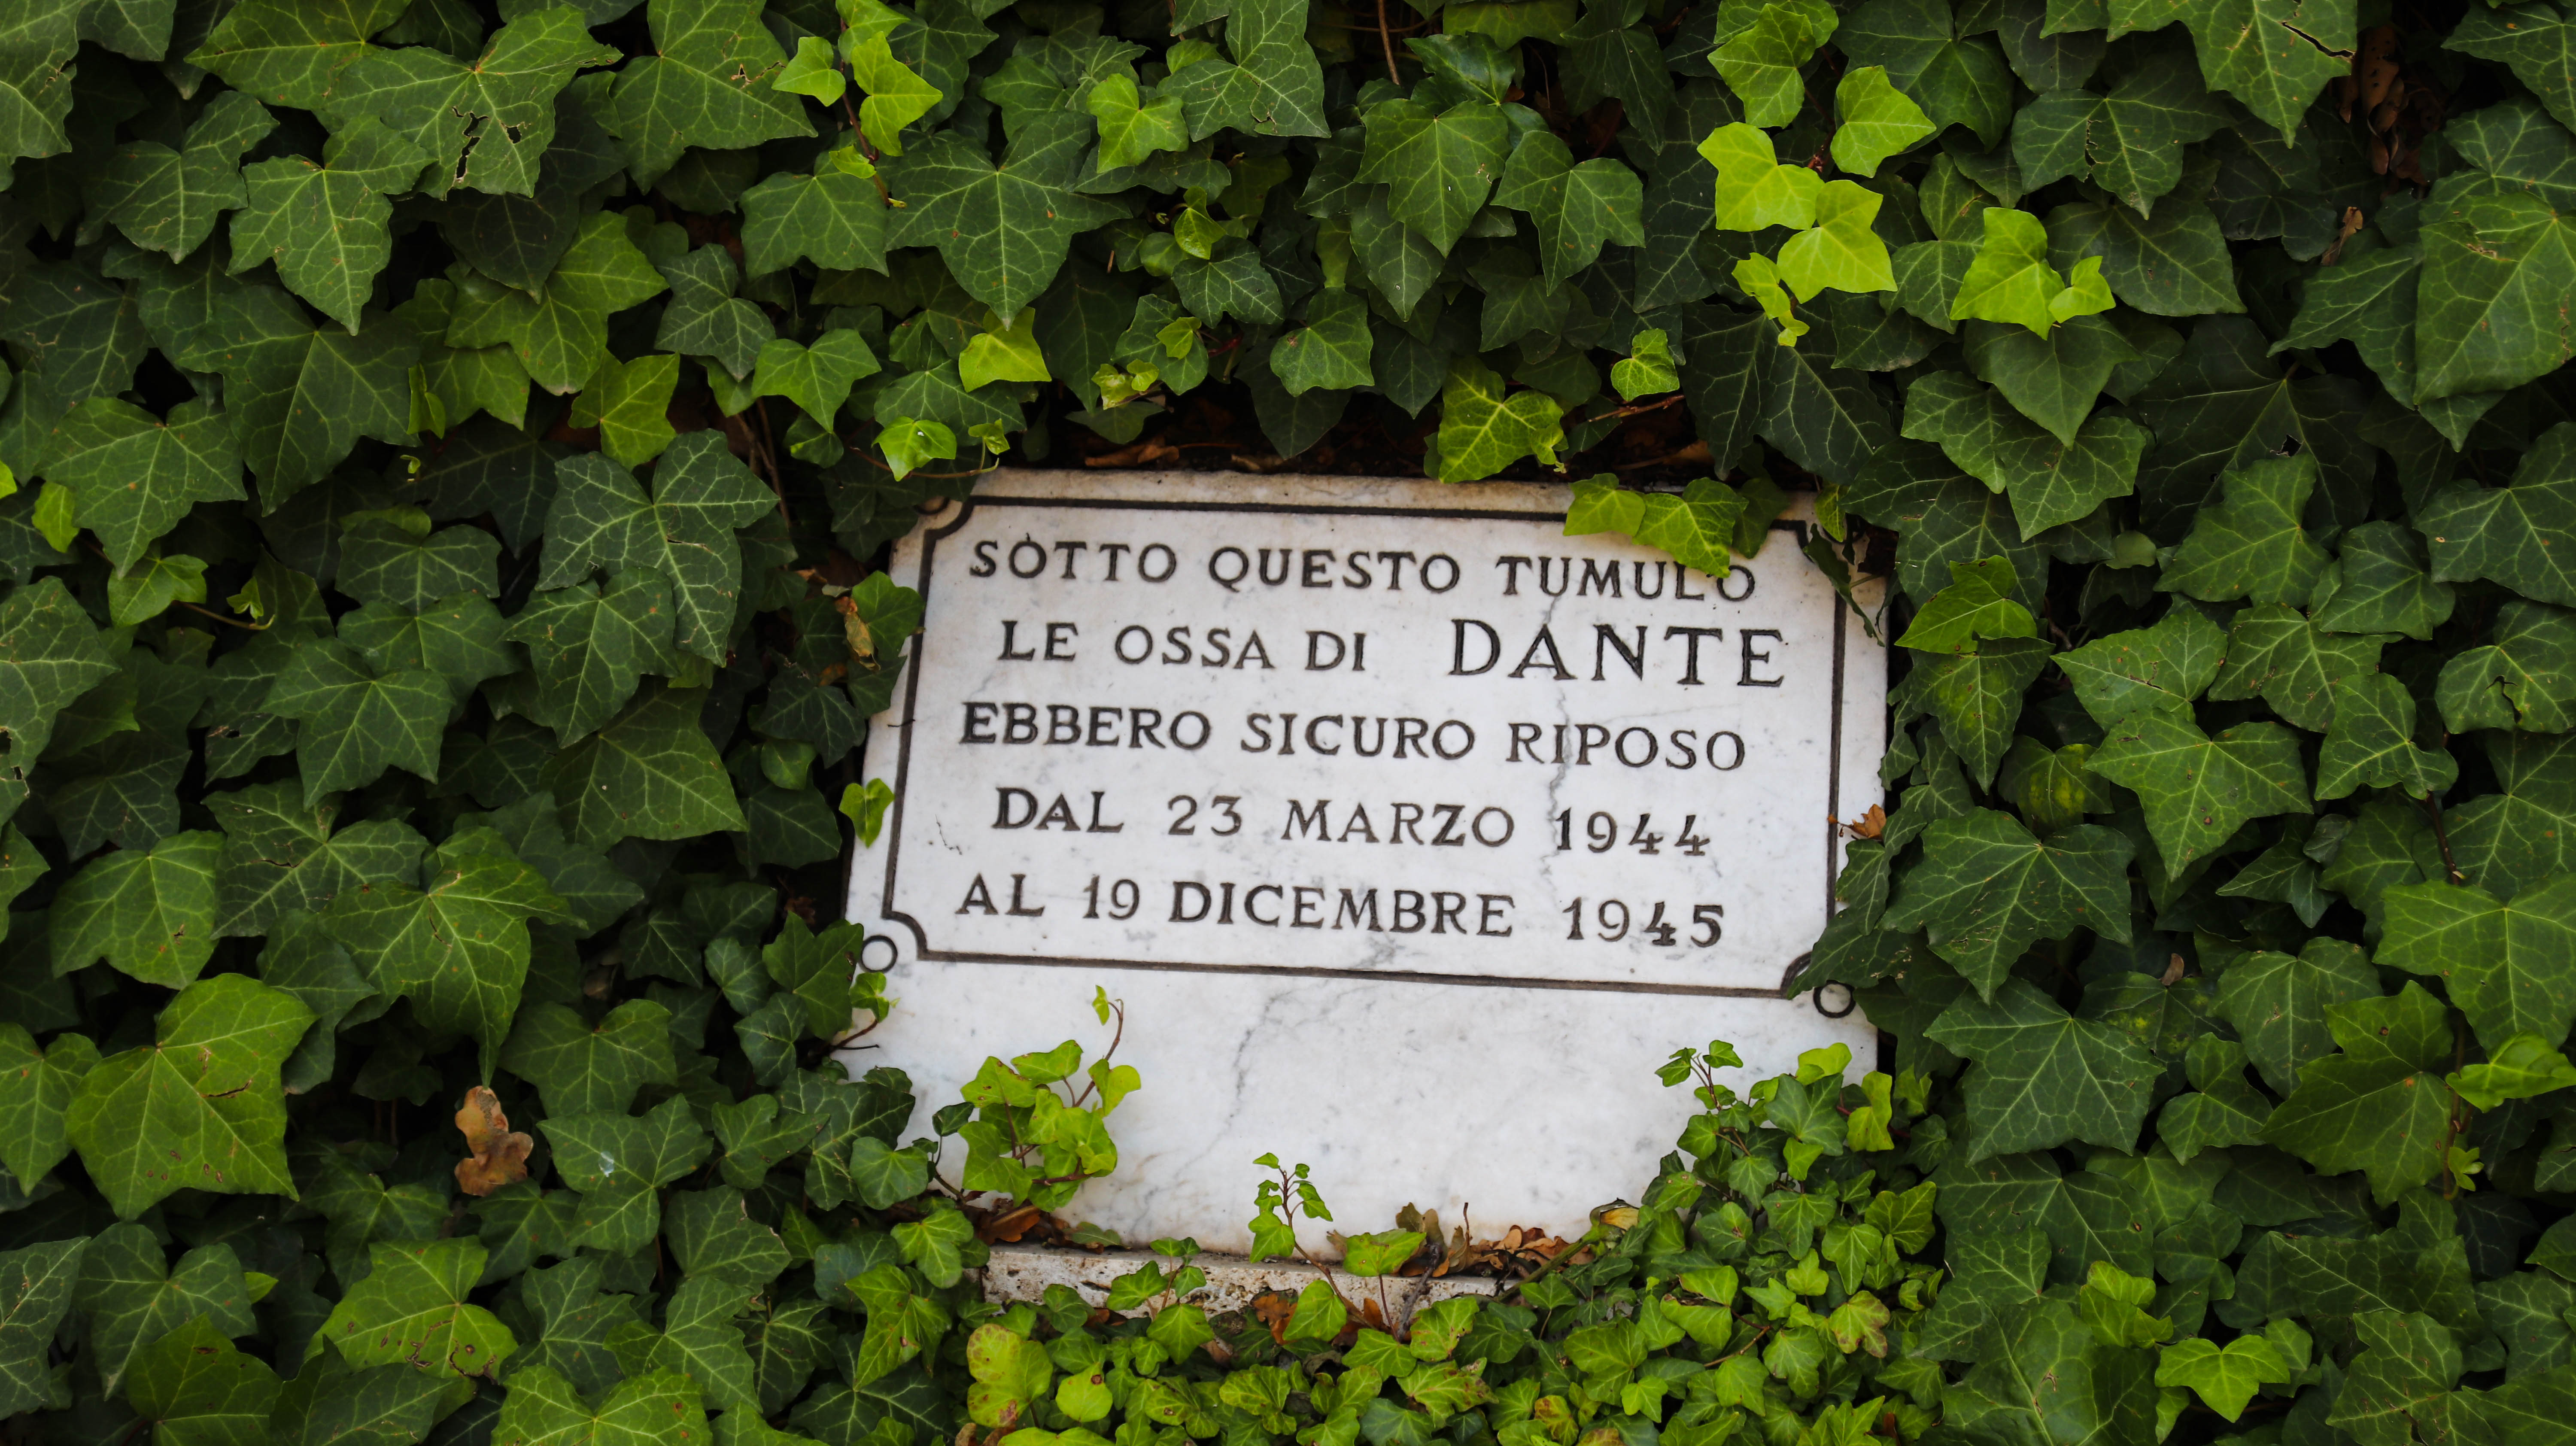 SOTTO QUESTO TUMULO
LE OSSA DI DANTE
EBBERO SICURO RIPOSO
DAL 23 MARZO 1944
AL 19 DICEMBRE 1945